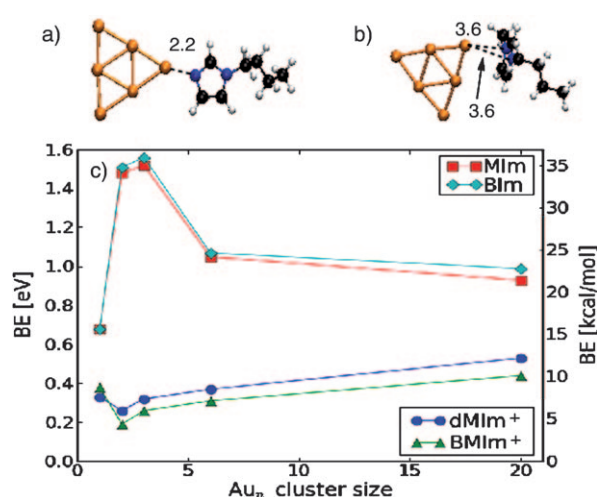 a)
2.2
b)
3.6
3.6
c)
MIm
BIm
dMIm+
BMIm+
BE [eV]
1.6
1.4
1.2
1.0
0.8
0.6
0.4
0.2
0.0
BE [kcal/mol]
35
30
25
20
15
10
5
0
0 5 10 15 20
Auₙ cluster size